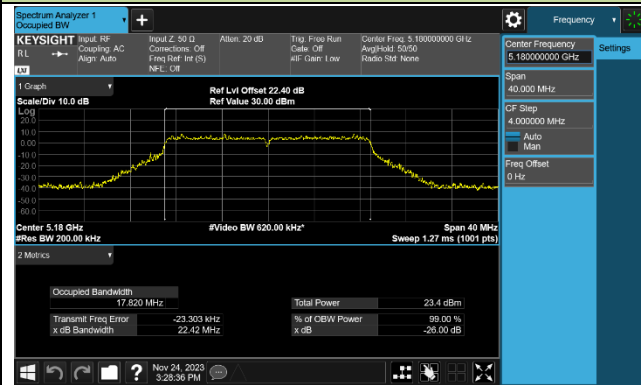 Spectrum Analyzer 1
Occupied BW
Frequency
KEYSIGHT
Input: RF
Coupling: AC
Align: Auto
Input Z: 50 Ω
Corrections: Off
Freq Ref: Int (S)
NFE: Off
Atten: 20 dB
Trig: Free Run
Gate: Off
#IF Gain: Low
Center Freq: 5.180000000 GHz
Avg|Hold: 50/50
Radio Std: None
RL
LXI
Center Frequency
5.180000000 GHz
Settings
Span
40.000 MHz
CF Step
4.000000 MHz
Auto
Man
Freq Offset
0 Hz
1 Graph
Scale/Div 10.0 dB
Ref Lvl Offset 22.40 dB
Ref Value 30.00 dBm
Log
20.0
10.0
0.00
-10.0
-20.0
-30.0
-40.0
-50.0
-60.0
Center 5.18 GHz
#Video BW 620.00 kHz*
Span 40 MHz
#Res BW 200.00 kHz
Sweep 1.27 ms (1001 pts)
2 Metrics
Occupied Bandwidth
17.820 MHz
Total Power 23.4 dBm
Transmit Freq Error -23.303 kHz
% of OBW Power 99.00 %
x dB Bandwidth 22.42 MHz
x dB -26.00 dB
Nov 24, 2023
3:28:36 PM